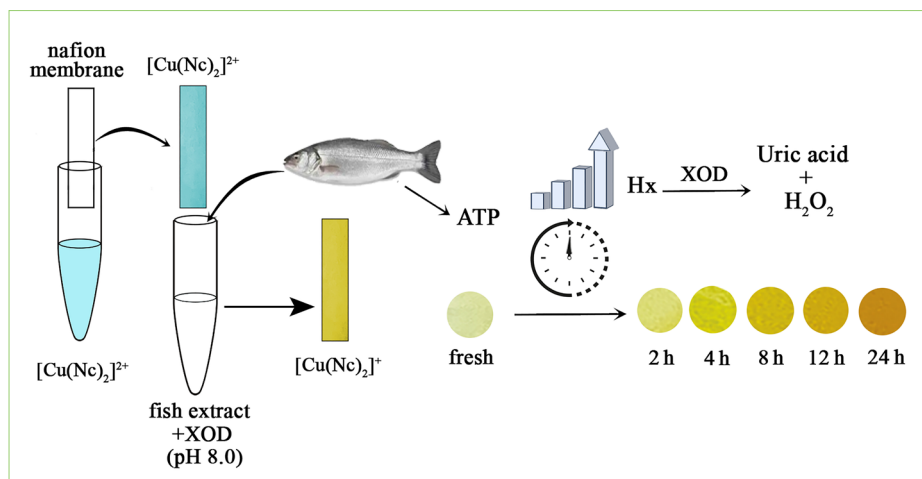 nafion
membrane
[Cu(Nc)₂]²⁺
[Cu(Nc)₂]²⁺
fish extract
+XOD
(pH 8.0)
[Cu(Nc)₂]⁺
ATP
Hx
XOD
Uric acid
+
H₂O₂
fresh
2 h
4 h
8 h
12 h
24 h